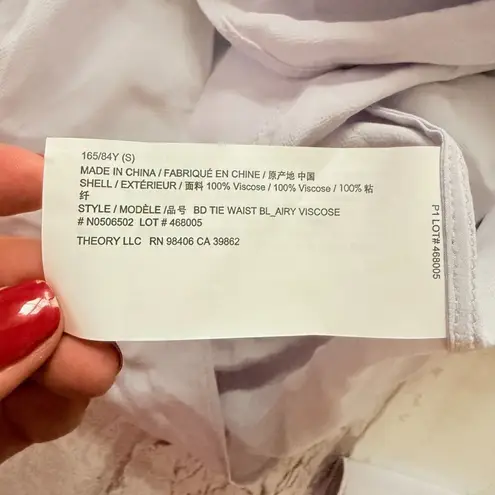 165/84Y (S)
MADE IN CHINA / FABRIQUÉ EN CHINE / 原产地 中国
SHELL / EXTÉRIEUR / 面料 100% Viscose / 100% Viscose / 100% 粘
纤
STYLE / MODÈLE /品号 BD TIE WAIST BL_AIRY VISCOSE
# N0506502 LOT # 468005
THEORY LLC RN 98406 CA 39862
P1 LOT# 468005